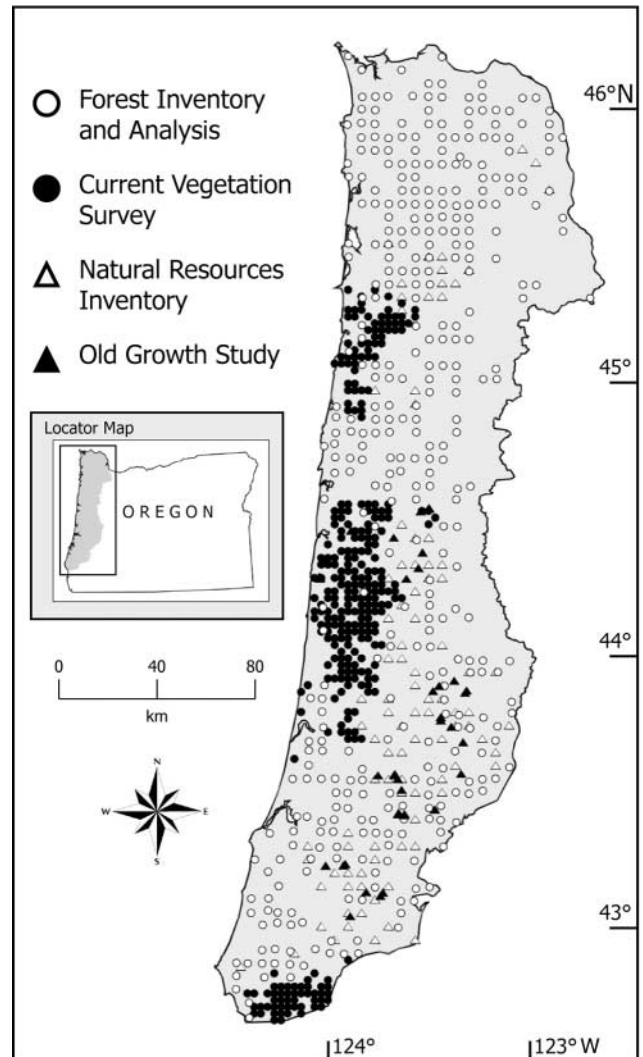 Forest Inventory
and Analysis
Current Vegetation
Survey
Natural Resources
Inventory
Old Growth Study
Locator Map
OREGON
0 40 80
km
N
W E
S
46°N
45°
44°
43°
124° 123° W